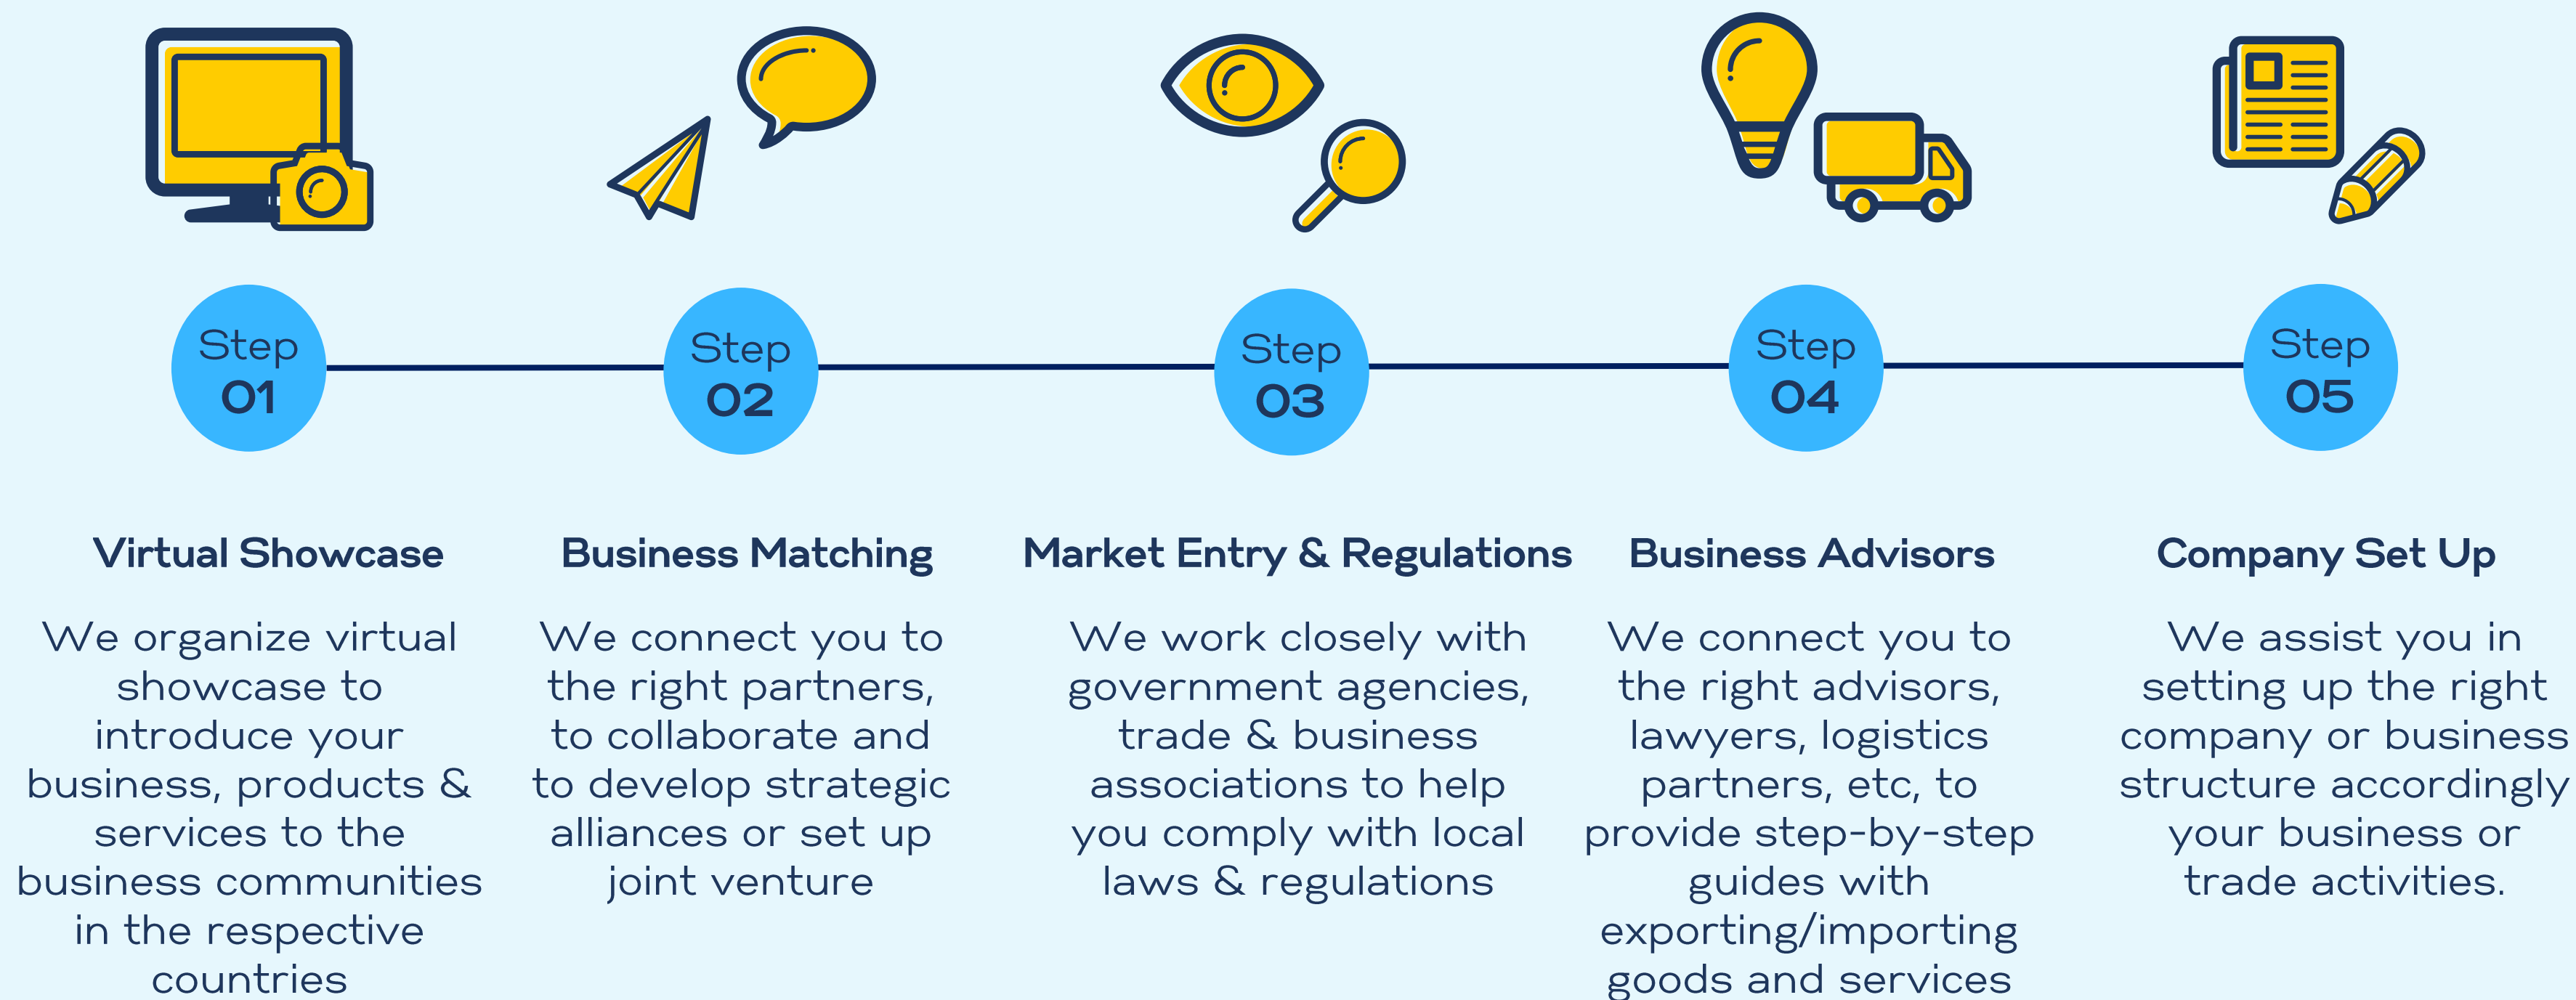 Step
01
Step
02
Step
03
Step
04
Step
05
Virtual Showcase
We organize virtual
showcase to
introduce your
business, products &
services to the
business communities
in the respective
countries
Business Matching
We connect you to
the right partners,
to collaborate and
to develop strategic
alliances or set up
joint venture
Market Entry & Regulations
We work closely with
government agencies,
trade & business
associations to help
you comply with local
laws & regulations
Business Advisors
We connect you to
the right advisors,
lawyers, logistics
partners, etc, to
provide step-by-step
guides with
exporting/importing
goods and services
Company Set Up
We assist you in
setting up the right
company or business
structure accordingly
your business or
trade activities.